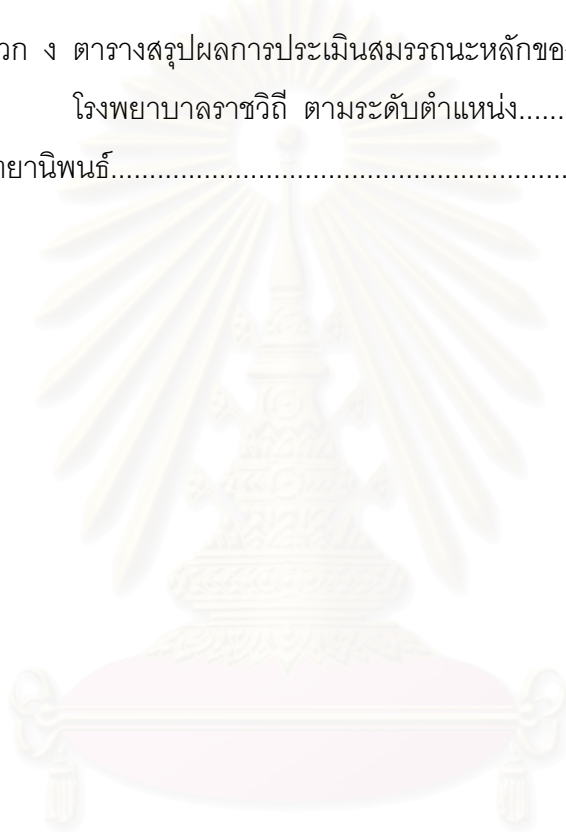 วก ง ตารางสรุปผลการประเมินสมรรถนะหลักขอ
โรงพยาบาลราชวิถี ตามระดับตำแหน่ง......
ทยานิพนธ์............................................................